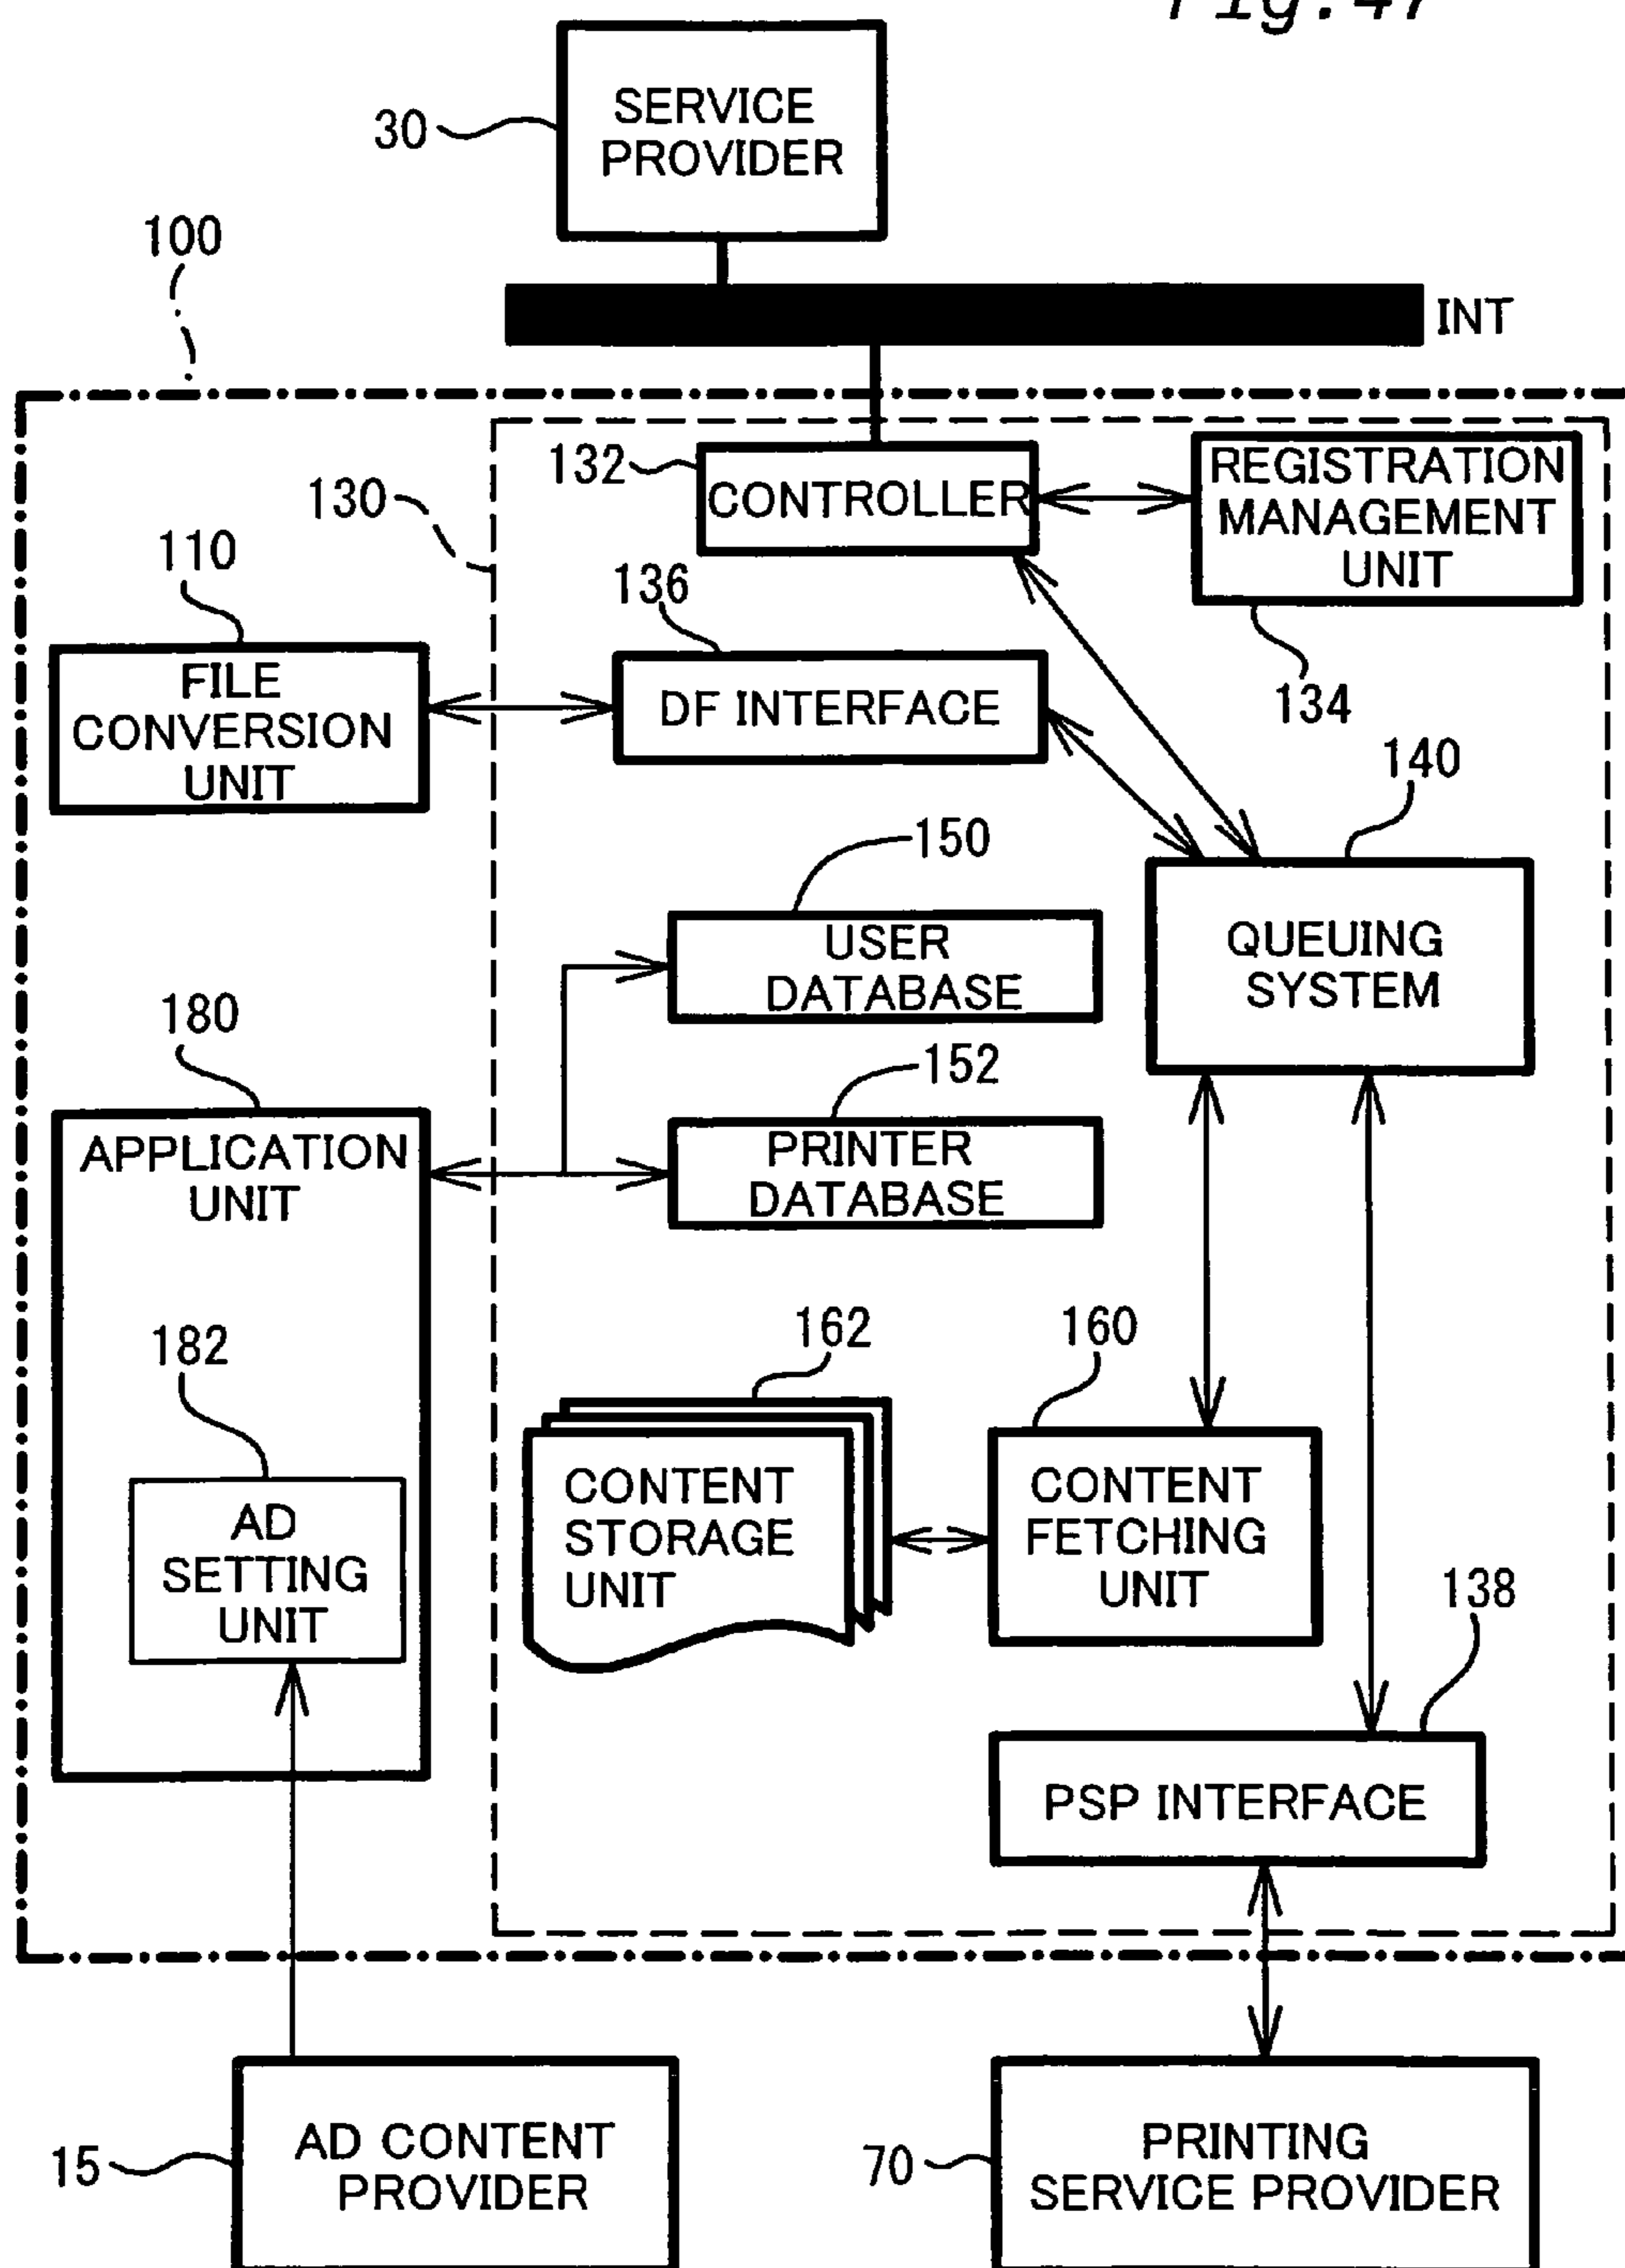 Fig. 47
30
SERVICE
PROVIDER
100
INT
132
CONTROLLER
REGISTRATION
MANAGEMENT
UNIT
134
130
110
FILE
CONVERSION
UNIT
136
DF INTERFACE
140
QUEUING
SYSTEM
150
USER
DATABASE
180
APPLICATION
UNIT
152
PRINTER
DATABASE
182
AD
SETTING
UNIT
162
CONTENT
STORAGE
UNIT
160
CONTENT
FETCHING
UNIT
138
PSP INTERFACE
15
AD CONTENT
PROVIDER
70
PRINTING
SERVICE PROVIDER